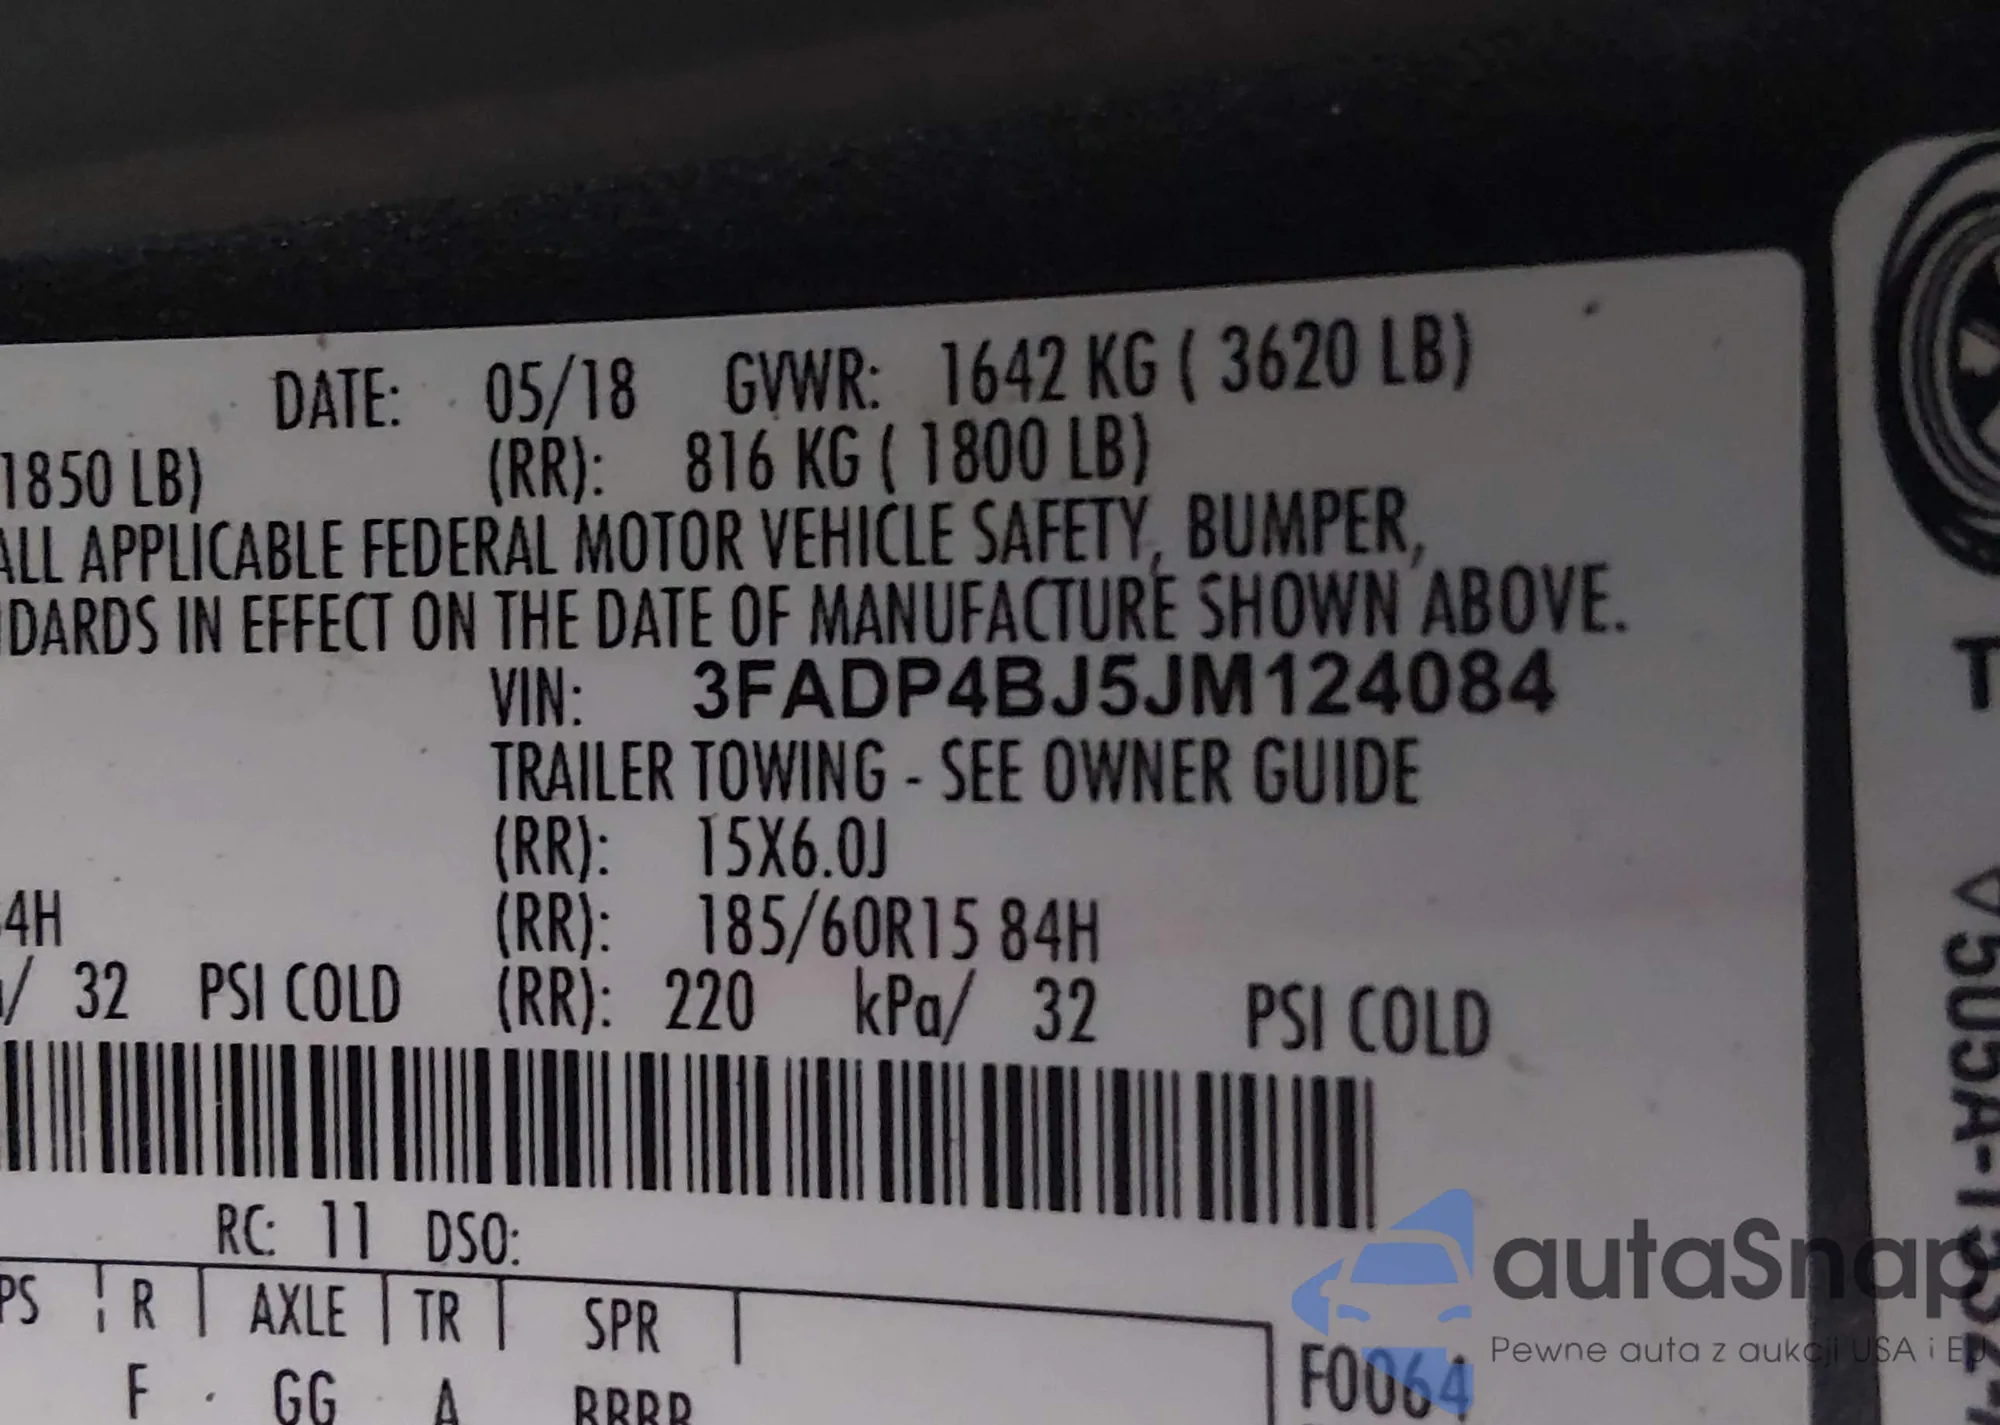 DATE: 05/18 GVWR: 1642 KG ( 3620 LB)
1850 LB) (RR): 816 KG ( 1800 LB)
ALL APPLICABLE FEDERAL MOTOR VEHICLE SAFETY, BUMPER,
DARDS IN EFFECT ON THE DATE OF MANUFACTURE SHOWN ABOVE.
VIN: 3FADP4BJ5JM124084
TRAILER TOWING - SEE OWNER GUIDE
(RR): 15X6.0J
4H (RR): 185/60R15 84H
/ 32 PSI COLD (RR): 220 kPa/ 32 PSI COLD
RC: 11 DSO:
PS R AXLE TR SPR
F GG A BBBB
F0064
T
autaSnap
Pewne auta z aukcji USA i EU